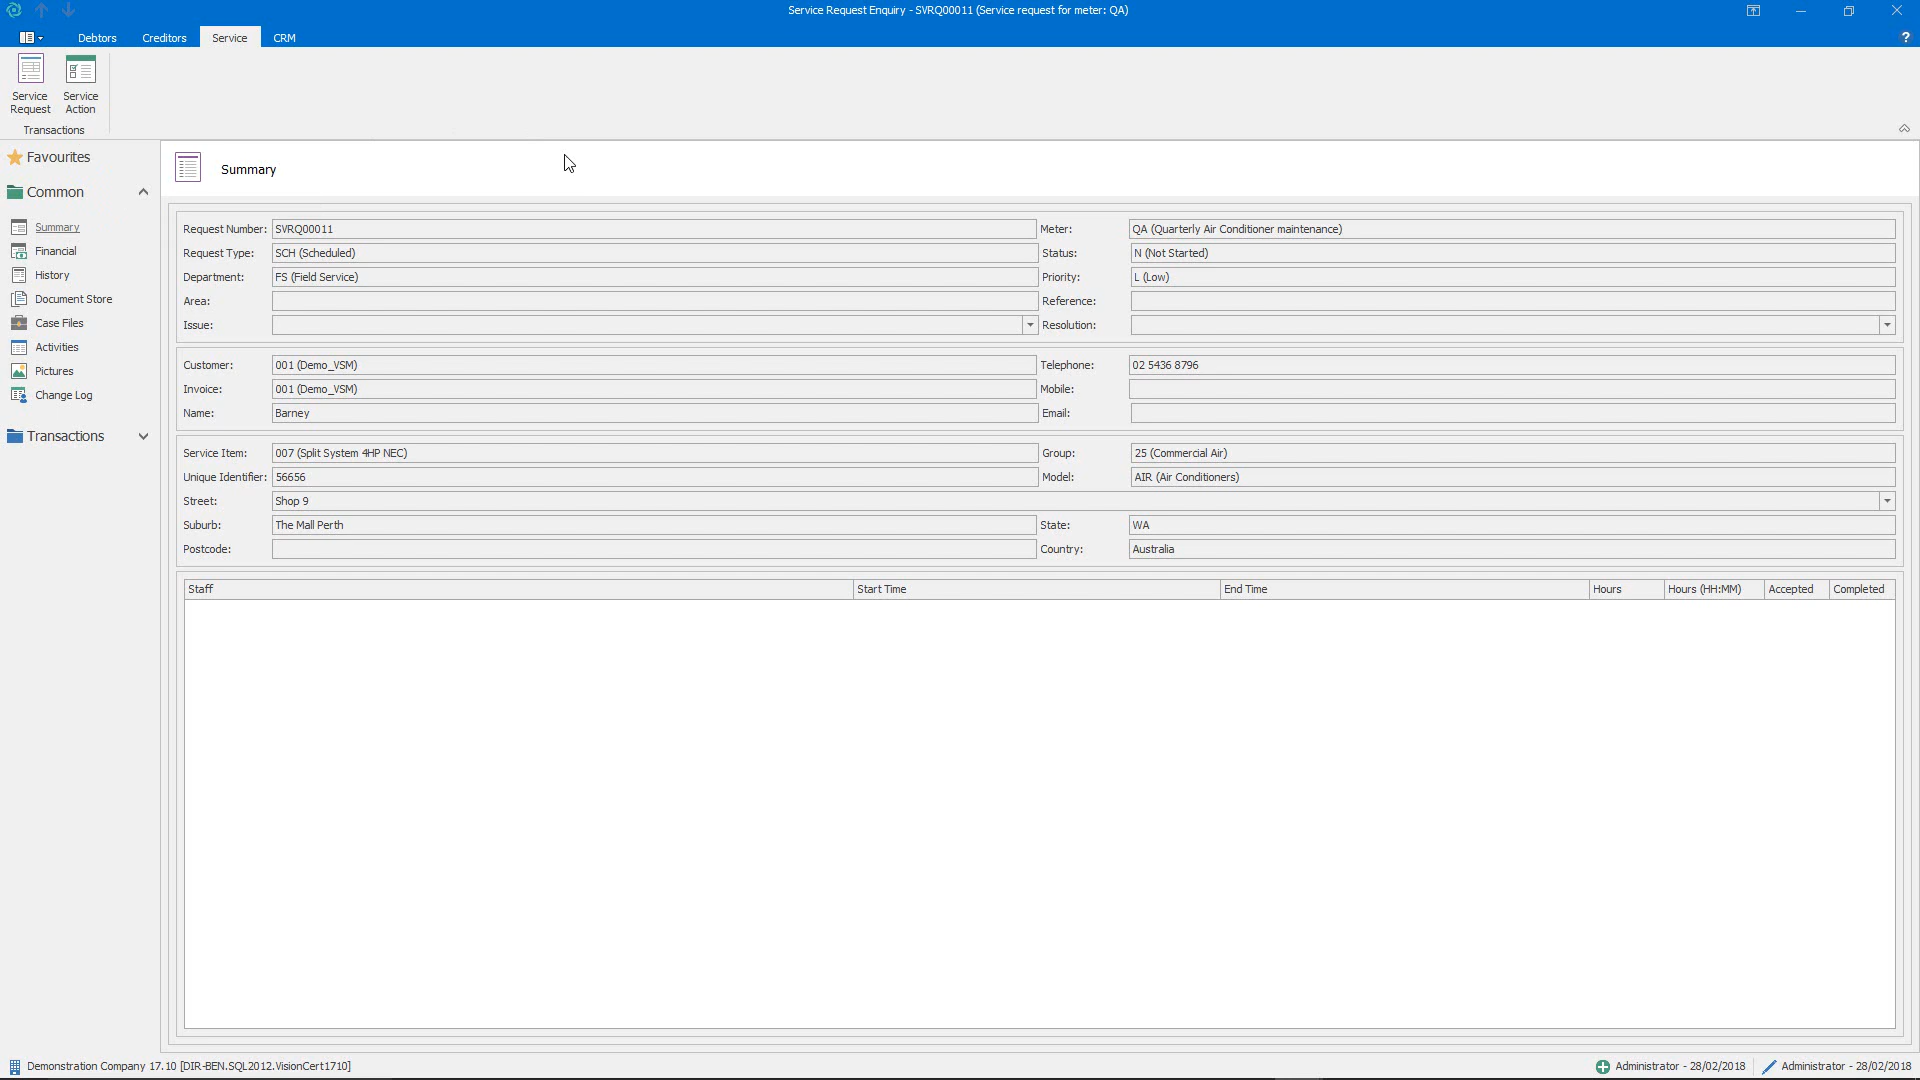 Service Request Enquiry - SVRQ00011 (Service request for meter: QA)
Debtors Creditors Service CRM ?
Service Request Service Action
Transactions
Favourites
Common
Summary
Financial
History
Document Store
Case Files
Activities
Pictures
Change Log
Transactions
Summary
Request Number: SVRQ00011 Meter: QA (Quarterly Air Conditioner maintenance)
Request Type: SCH (Scheduled) Status: N (Not Started)
Department: FS (Field Service) Priority: L (Low)
Area: Reference:
Issue: Resolution:
Customer: 001 (Demo_VSM) Telephone: 02 5436 8796
Invoice: 001 (Demo_VSM) Mobile:
Name: Barney Email:
Service Item: 007 (Split System 4HP NEC) Group: 25 (Commercial Air)
Unique Identifier: 56656 Model: AIR (Air Conditioners)
Street: Shop 9
Suburb: The Mall Perth State: WA
Postcode: Country: Australia
Staff Start Time End Time Hours Hours (HH:MM) Accepted Completed
Demonstration Company 17.10 [DIR-BEN.SQL2012.VisionCert1710] Administrator - 28/02/2018 Administrator - 28/02/2018